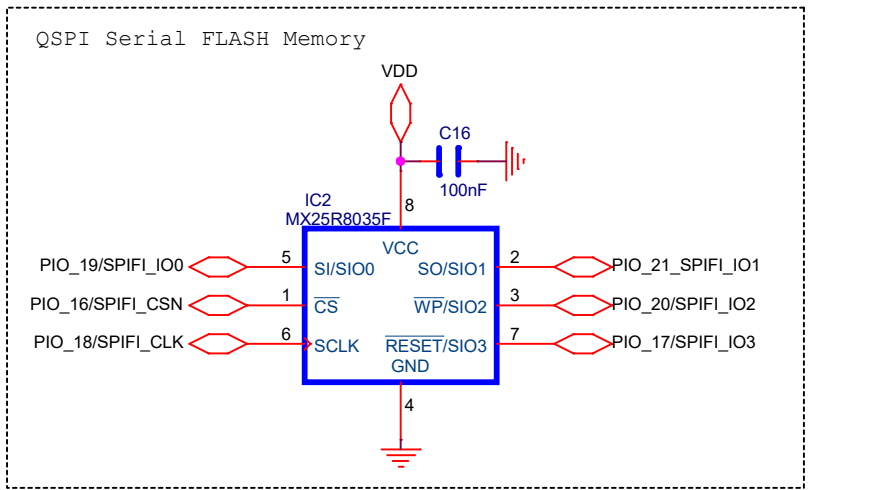 QSPI Serial FLASH Memory
VDD
C16
100nF
IC2
MX25R8035F
8
VCC
PIO_19/SPIFI_IO0
5
SI/SIO0
SO/SIO1
2
PIO_21_SPIFI_IO1
PIO_16/SPIFI_CSN
1
CS
WP/SIO2
3
PIO_20/SPIFI_IO2
PIO_18/SPIFI_CLK
6
SCLK
RESET/SIO3
7
PIO_17/SPIFI_IO3
GND
4